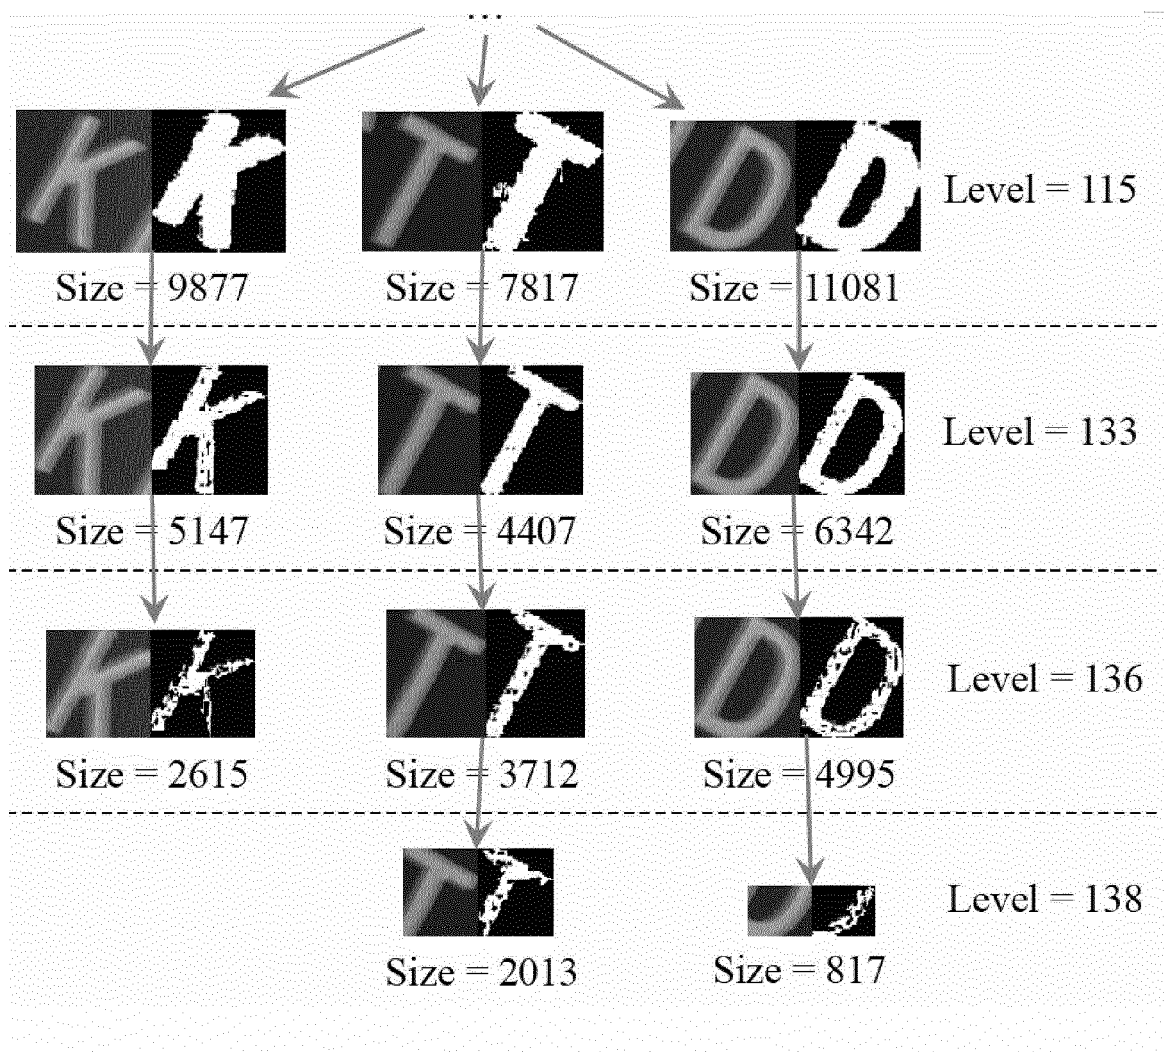 ...
K K T T D D Level = 115
Size = 9877 Size = 7817 Size = 11081
K K T T D D Level = 133
Size = 5147 Size = 4407 Size = 6342
K K T T D D Level = 136
Size = 2615 Size = 3712 Size = 4995
T T Level = 138
Size = 2013 Size = 817